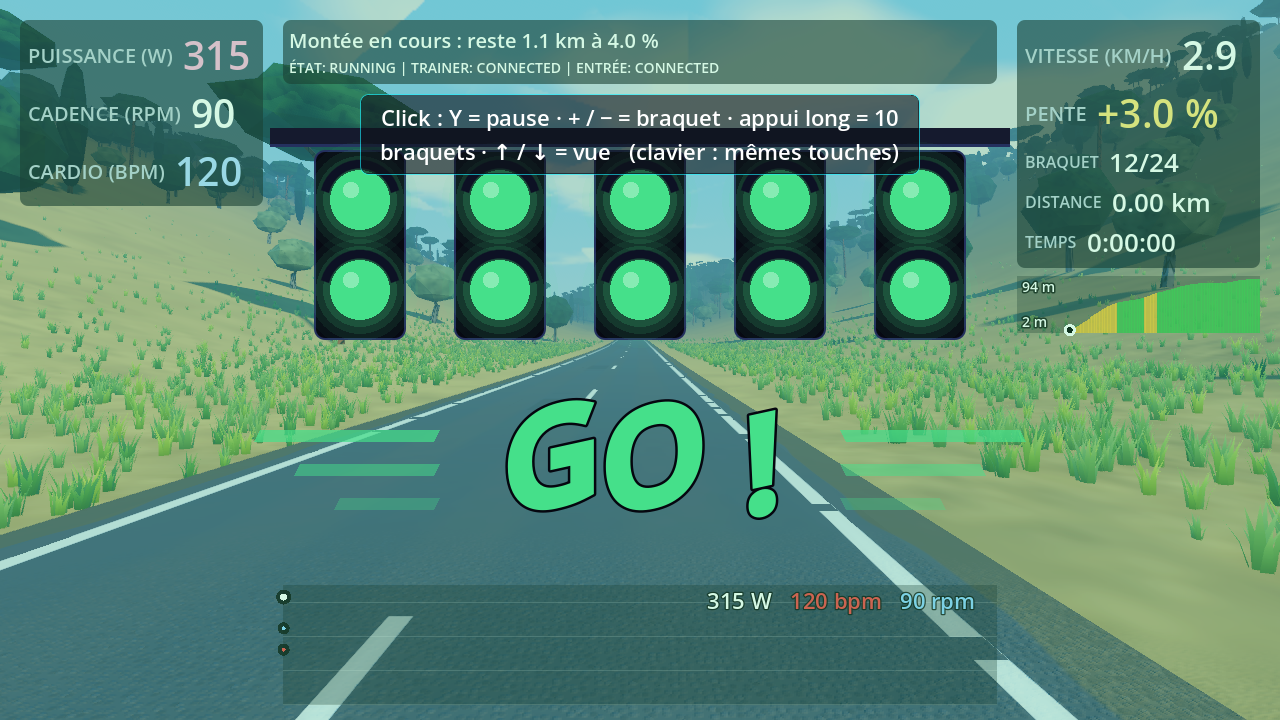 PUISSANCE (W) 315
CADENCE (RPM) 90
CARDIO (BPM) 120
Montée en cours : reste 1.1 km à 4.0 %
ÉTAT: RUNNING | TRAINER: CONNECTED | ENTRÉE: CONNECTED
Click : Y = pause · + / − = braquet · appui long = 10
braquets · ↑ / ↓ = vue (clavier : mêmes touches)
VITESSE (KM/H) 2.9
PENTE +3.0 %
BRAQUET 12/24
DISTANCE 0.00 km
TEMPS 0:00:00
94 m
2 m
GO !
315 W 120 bpm 90 rpm